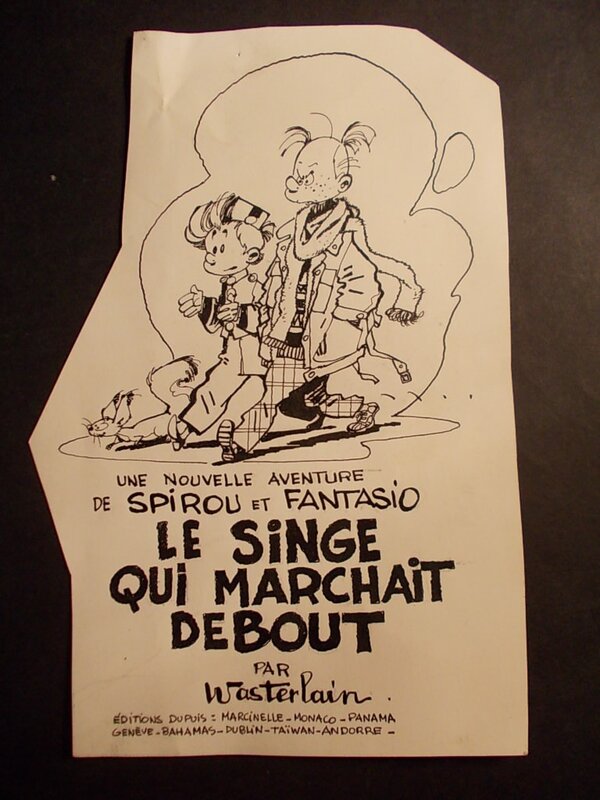 UNE NOUVELLE AVENTURE
DE SPIROU ET FANTASIO
LE SINGE
QUI MARCHAIT
DEBOUT
PAR
Wasterlain.
ÉDITIONS DUPUIS : MARCINELLE - MONACO - PANAMA
GENÈVE - BAHAMAS - DUBLIN - TAÏWAN - ANDORRE -